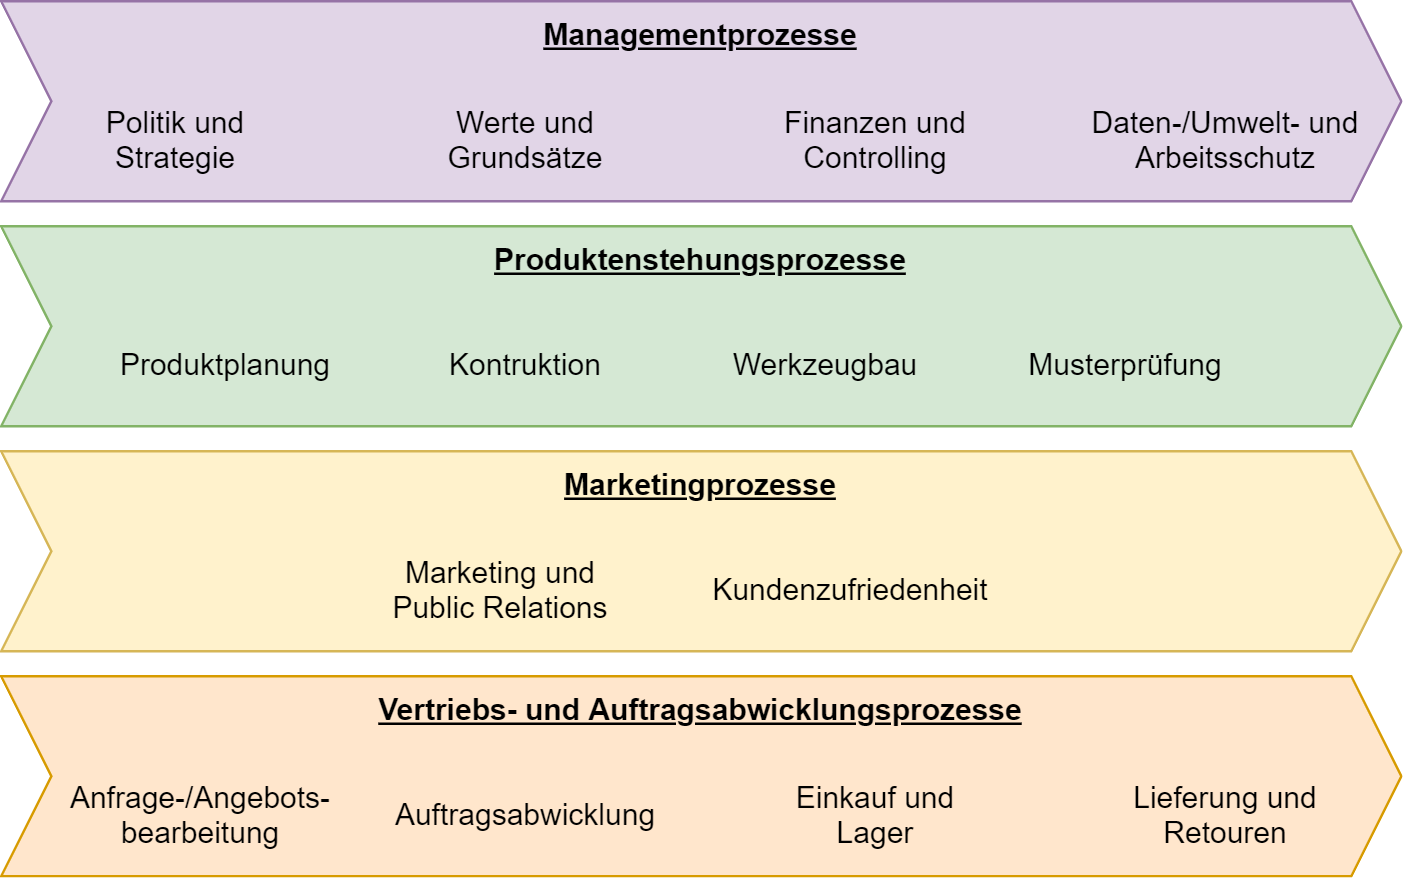 Managementprozesse
Politik und
Strategie
Werte und
Grundsätze
Finanzen und
Controlling
Daten-/Umwelt- und
Arbeitsschutz
Produktenstehungsprozesse
Produktplanung
Kontruktion
Werkzeugbau
Musterprüfung
Marketingprozesse
Marketing und
Public Relations
Kundenzufriedenheit
Vertriebs- und Auftragsabwicklungsprozesse
Anfrage-/Angebots-
bearbeitung
Auftragsabwicklung
Einkauf und
Lager
Lieferung und
Retouren